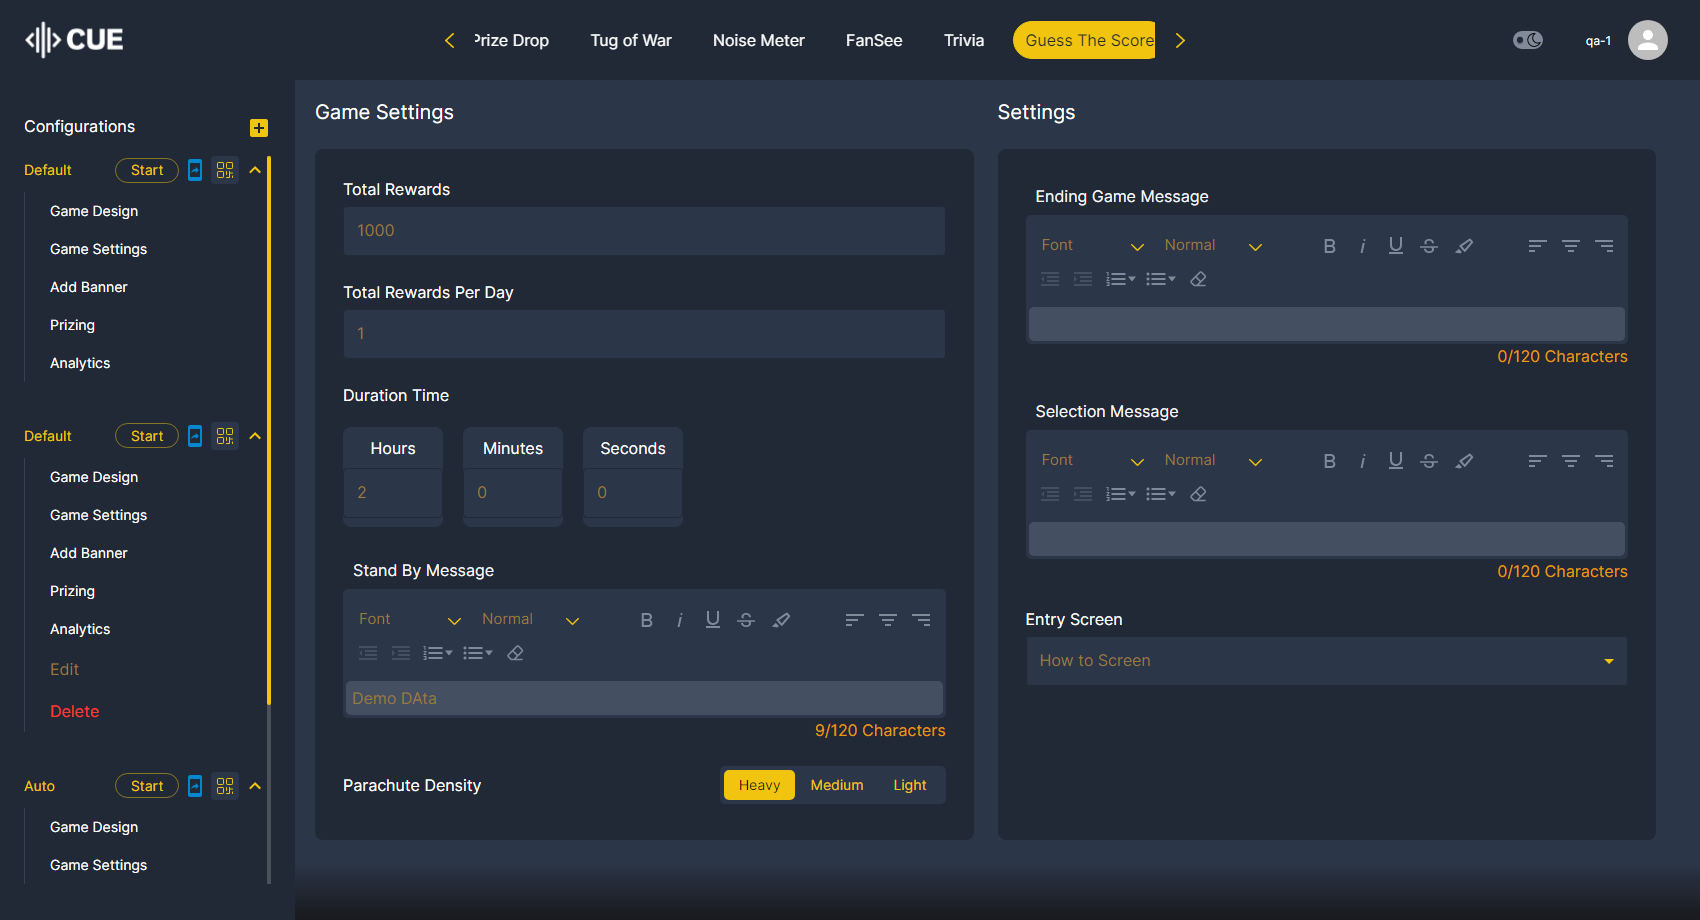 CUE
Prize Drop
Tug of War
Noise Meter
FanSee
Trivia
Guess The Score
qa-1
Configurations
Default
Start
Game Design
Game Settings
Add Banner
Prizing
Analytics
Default
Start
Game Design
Game Settings
Add Banner
Prizing
Analytics
Edit
Delete
Auto
Start
Game Design
Game Settings
Game Settings
Total Rewards
1000
Total Rewards Per Day
1
Duration Time
Hours
Minutes
Seconds
2
0
0
Stand By Message
Font
Normal
Demo DAta
9/120 Characters
Parachute Density
Heavy
Medium
Light
Settings
Ending Game Message
Font
Normal
0/120 Characters
Selection Message
Font
Normal
0/120 Characters
Entry Screen
How to Screen